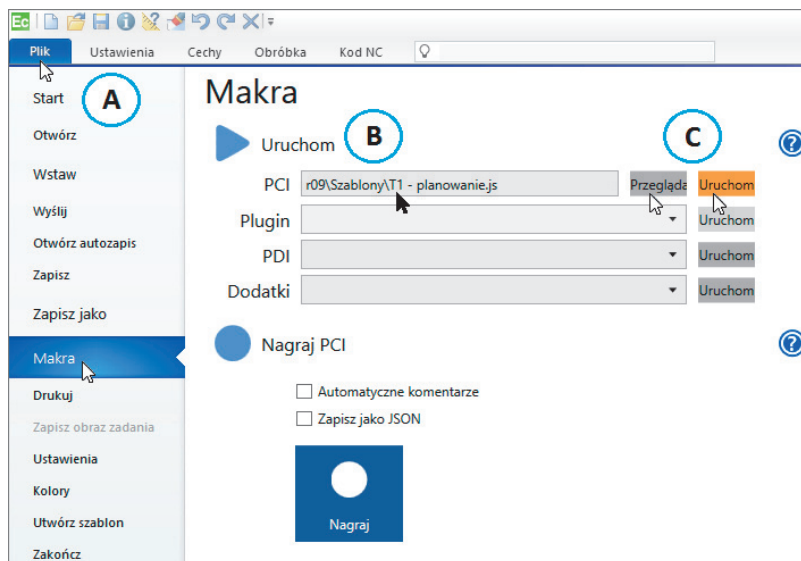 Ec
Plik Ustawienia Cechy Obróbka Kod NC
Start
A
Otwórz
Wstaw
Wyślij
Otwórz autozapis
Zapisz
Zapisz jako
Makra
Drukuj
Zapisz obraz zadania
Ustawienia
Kolory
Utwórz szablon
Zakończ
Makra
Uruchom
B
C
?
PCI r09\Szablony\T1 - planowanie.js Przegląda Uruchom
Plugin Uruchom
PDI Uruchom
Dodatki Uruchom
Nagraj PCI
?
Automatyczne komentarze
Zapisz jako JSON
Nagraj